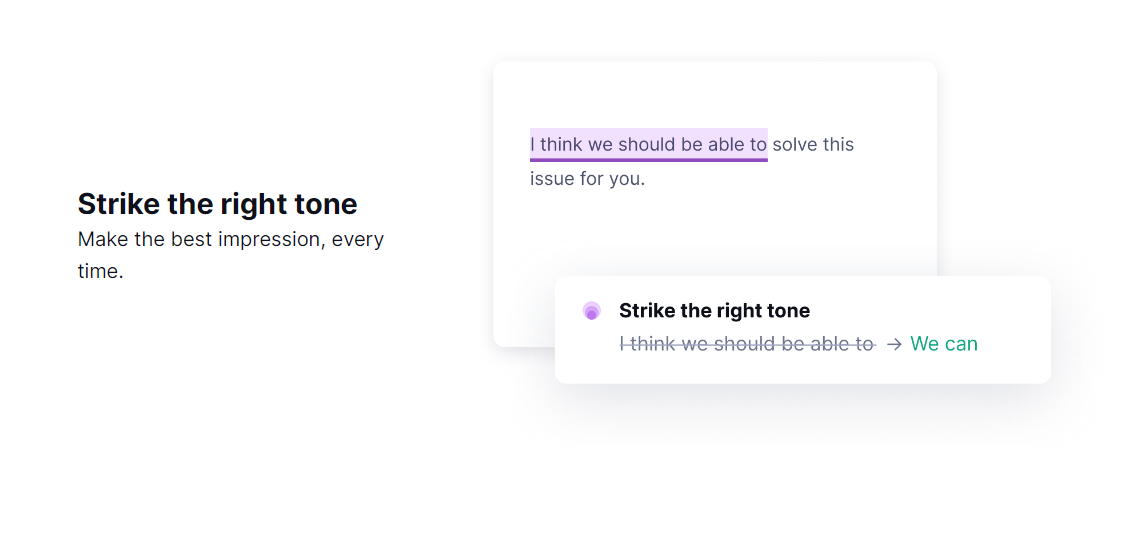 Strike the right tone
Make the best impression, every
time.
I think we should be able to solve this
issue for you.
Strike the right tone
I think we should be able to → We can